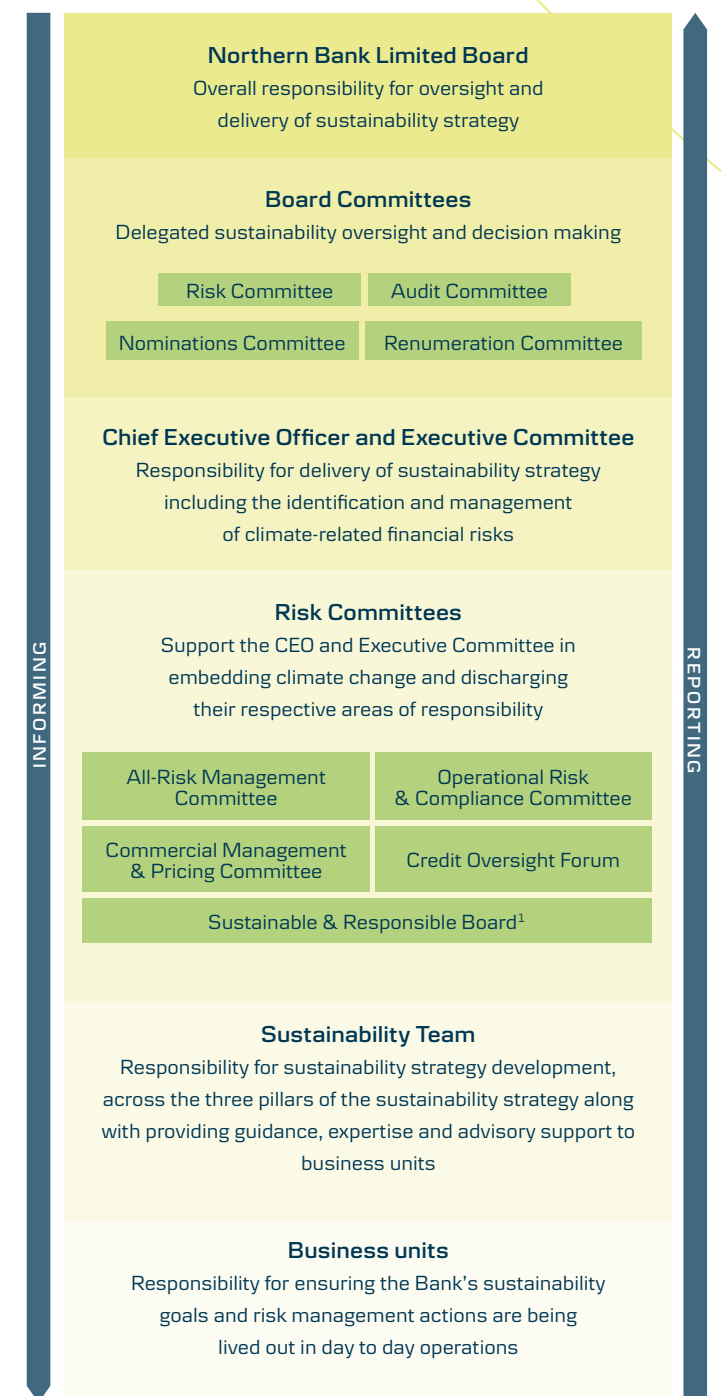 Northern Bank Limited Board
Overall responsibility for oversight and
delivery of sustainability strategy
Board Committees
Delegated sustainability oversight and decision making
Risk Committee
Audit Committee
Nominations Committee
Renumeration Committee
Chief Executive Officer and Executive Committee
Responsibility for delivery of sustainability strategy
including the identification and management
of climate-related financial risks
Risk Committees
Support the CEO and Executive Committee in
embedding climate change and discharging
their respective areas of responsibility
INFORMING
REPORTING
All-Risk Management
Committee
Operational Risk
& Compliance Committee
Commercial Management
& Pricing Committee
Credit Oversight Forum
Sustainable & Responsible Board¹
Sustainability Team
Responsibility for sustainability strategy development,
across the three pillars of the sustainability strategy along
with providing guidance, expertise and advisory support to
business units
Business units
Responsibility for ensuring the Bank’s sustainability
goals and risk management actions are being
lived out in day to day operations